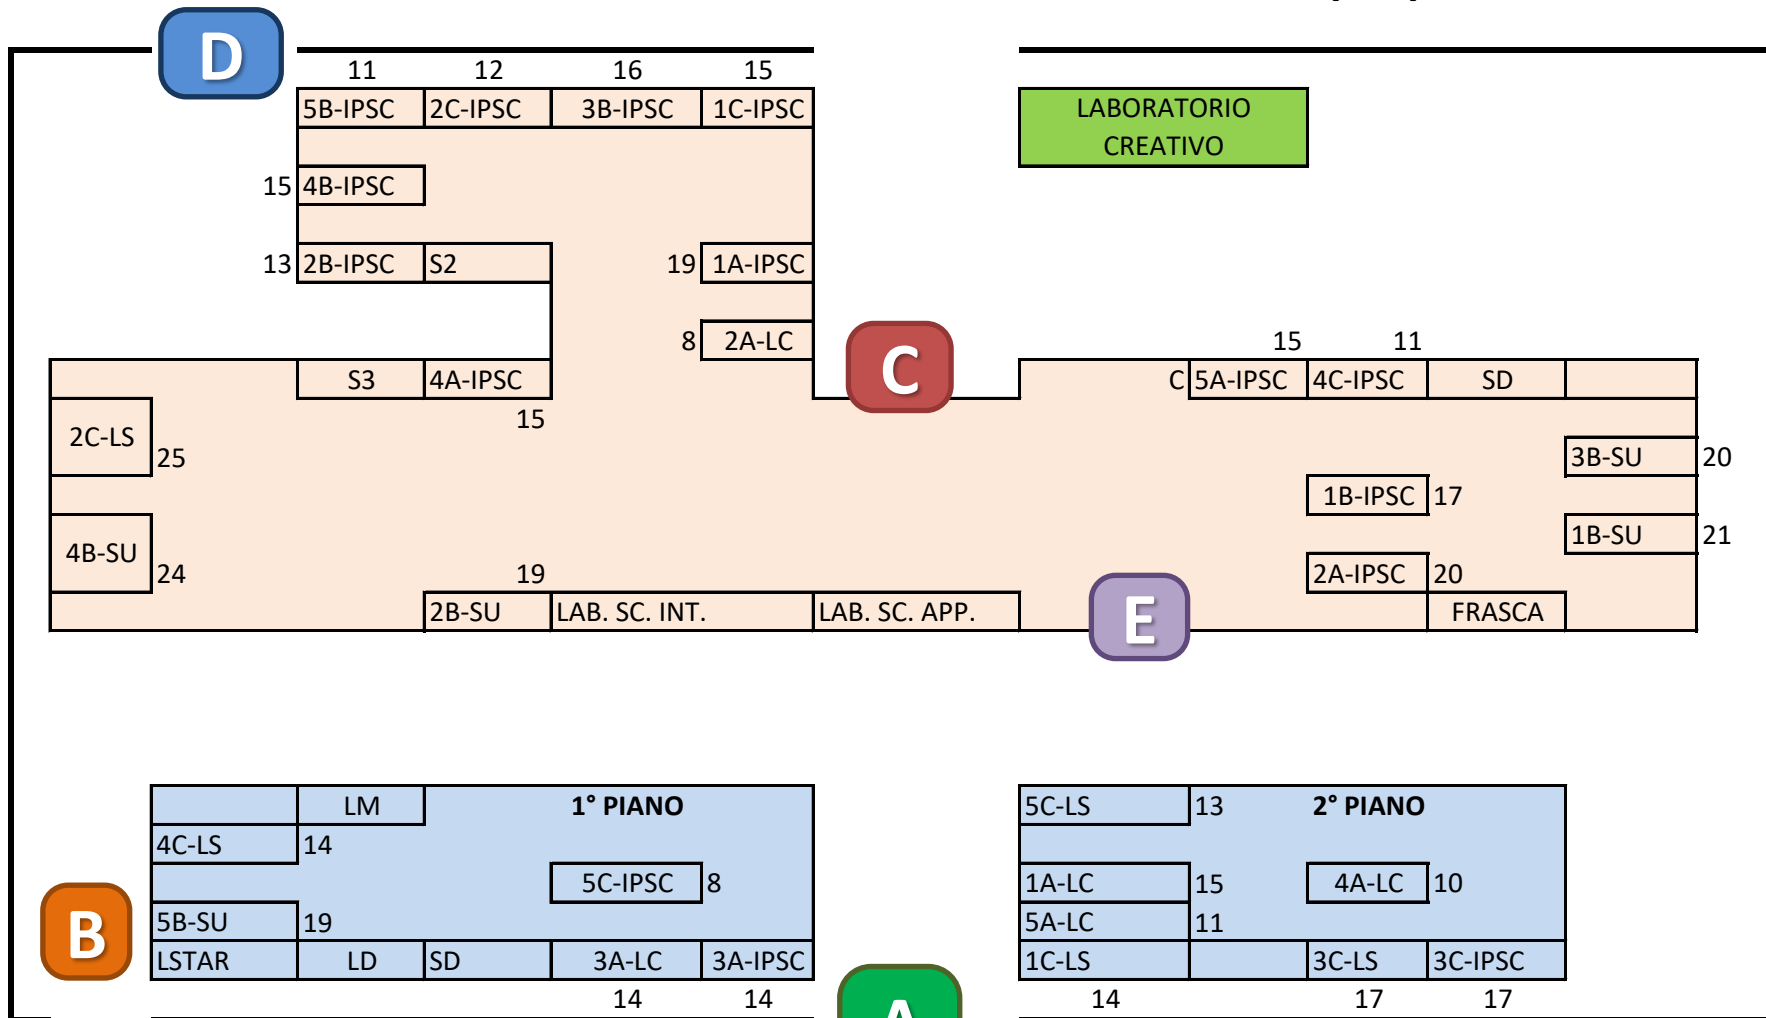 D
11 12 16 15
5B-IPSC 2C-IPSC 3B-IPSC 1C-IPSC
LABORATORIO
CREATIVO
15 4B-IPSC
13 2B-IPSC S2 19 1A-IPSC
8 2A-LC
C
15 11
S3 4A-IPSC
C 5A-IPSC 4C-IPSC SD
15
2C-LS
25
3B-SU 20
1B-IPSC 17
1B-SU 21
4B-SU
24
19
2A-IPSC 20
2B-SU LAB. SC. INT. LAB. SC. APP.
E
FRASCA
LM 1° PIANO
4C-LS 14
5C-IPSC 8
B
5B-SU 19
LSTAR LD SD 3A-LC 3A-IPSC
14 14
5C-LS 13 2° PIANO
1A-LC 15 4A-LC 10
5A-LC 11
1C-LS 3C-LS 3C-IPSC
14 17 17
A